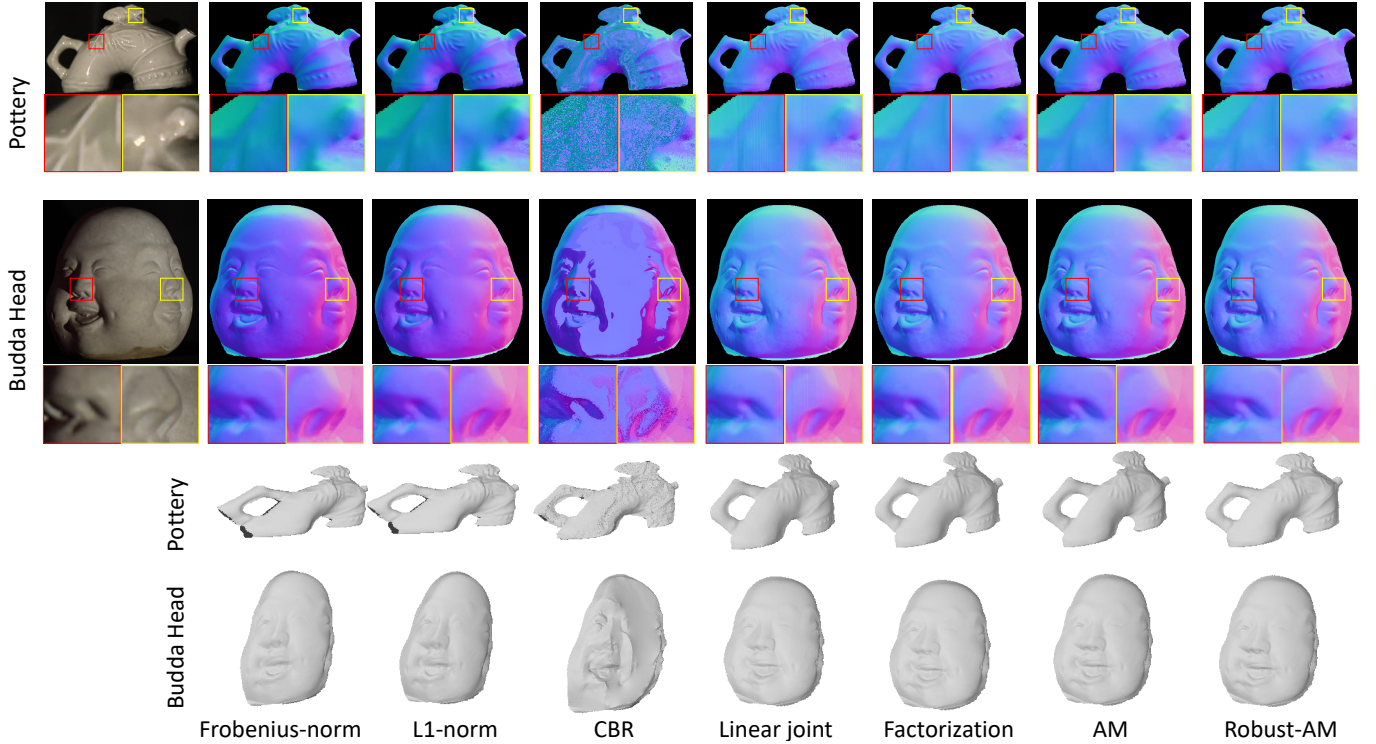 Pottery
Budda Head
Pottery
Budda Head
Frobenius-norm L1-norm CBR Linear joint Factorization AM Robust-AM